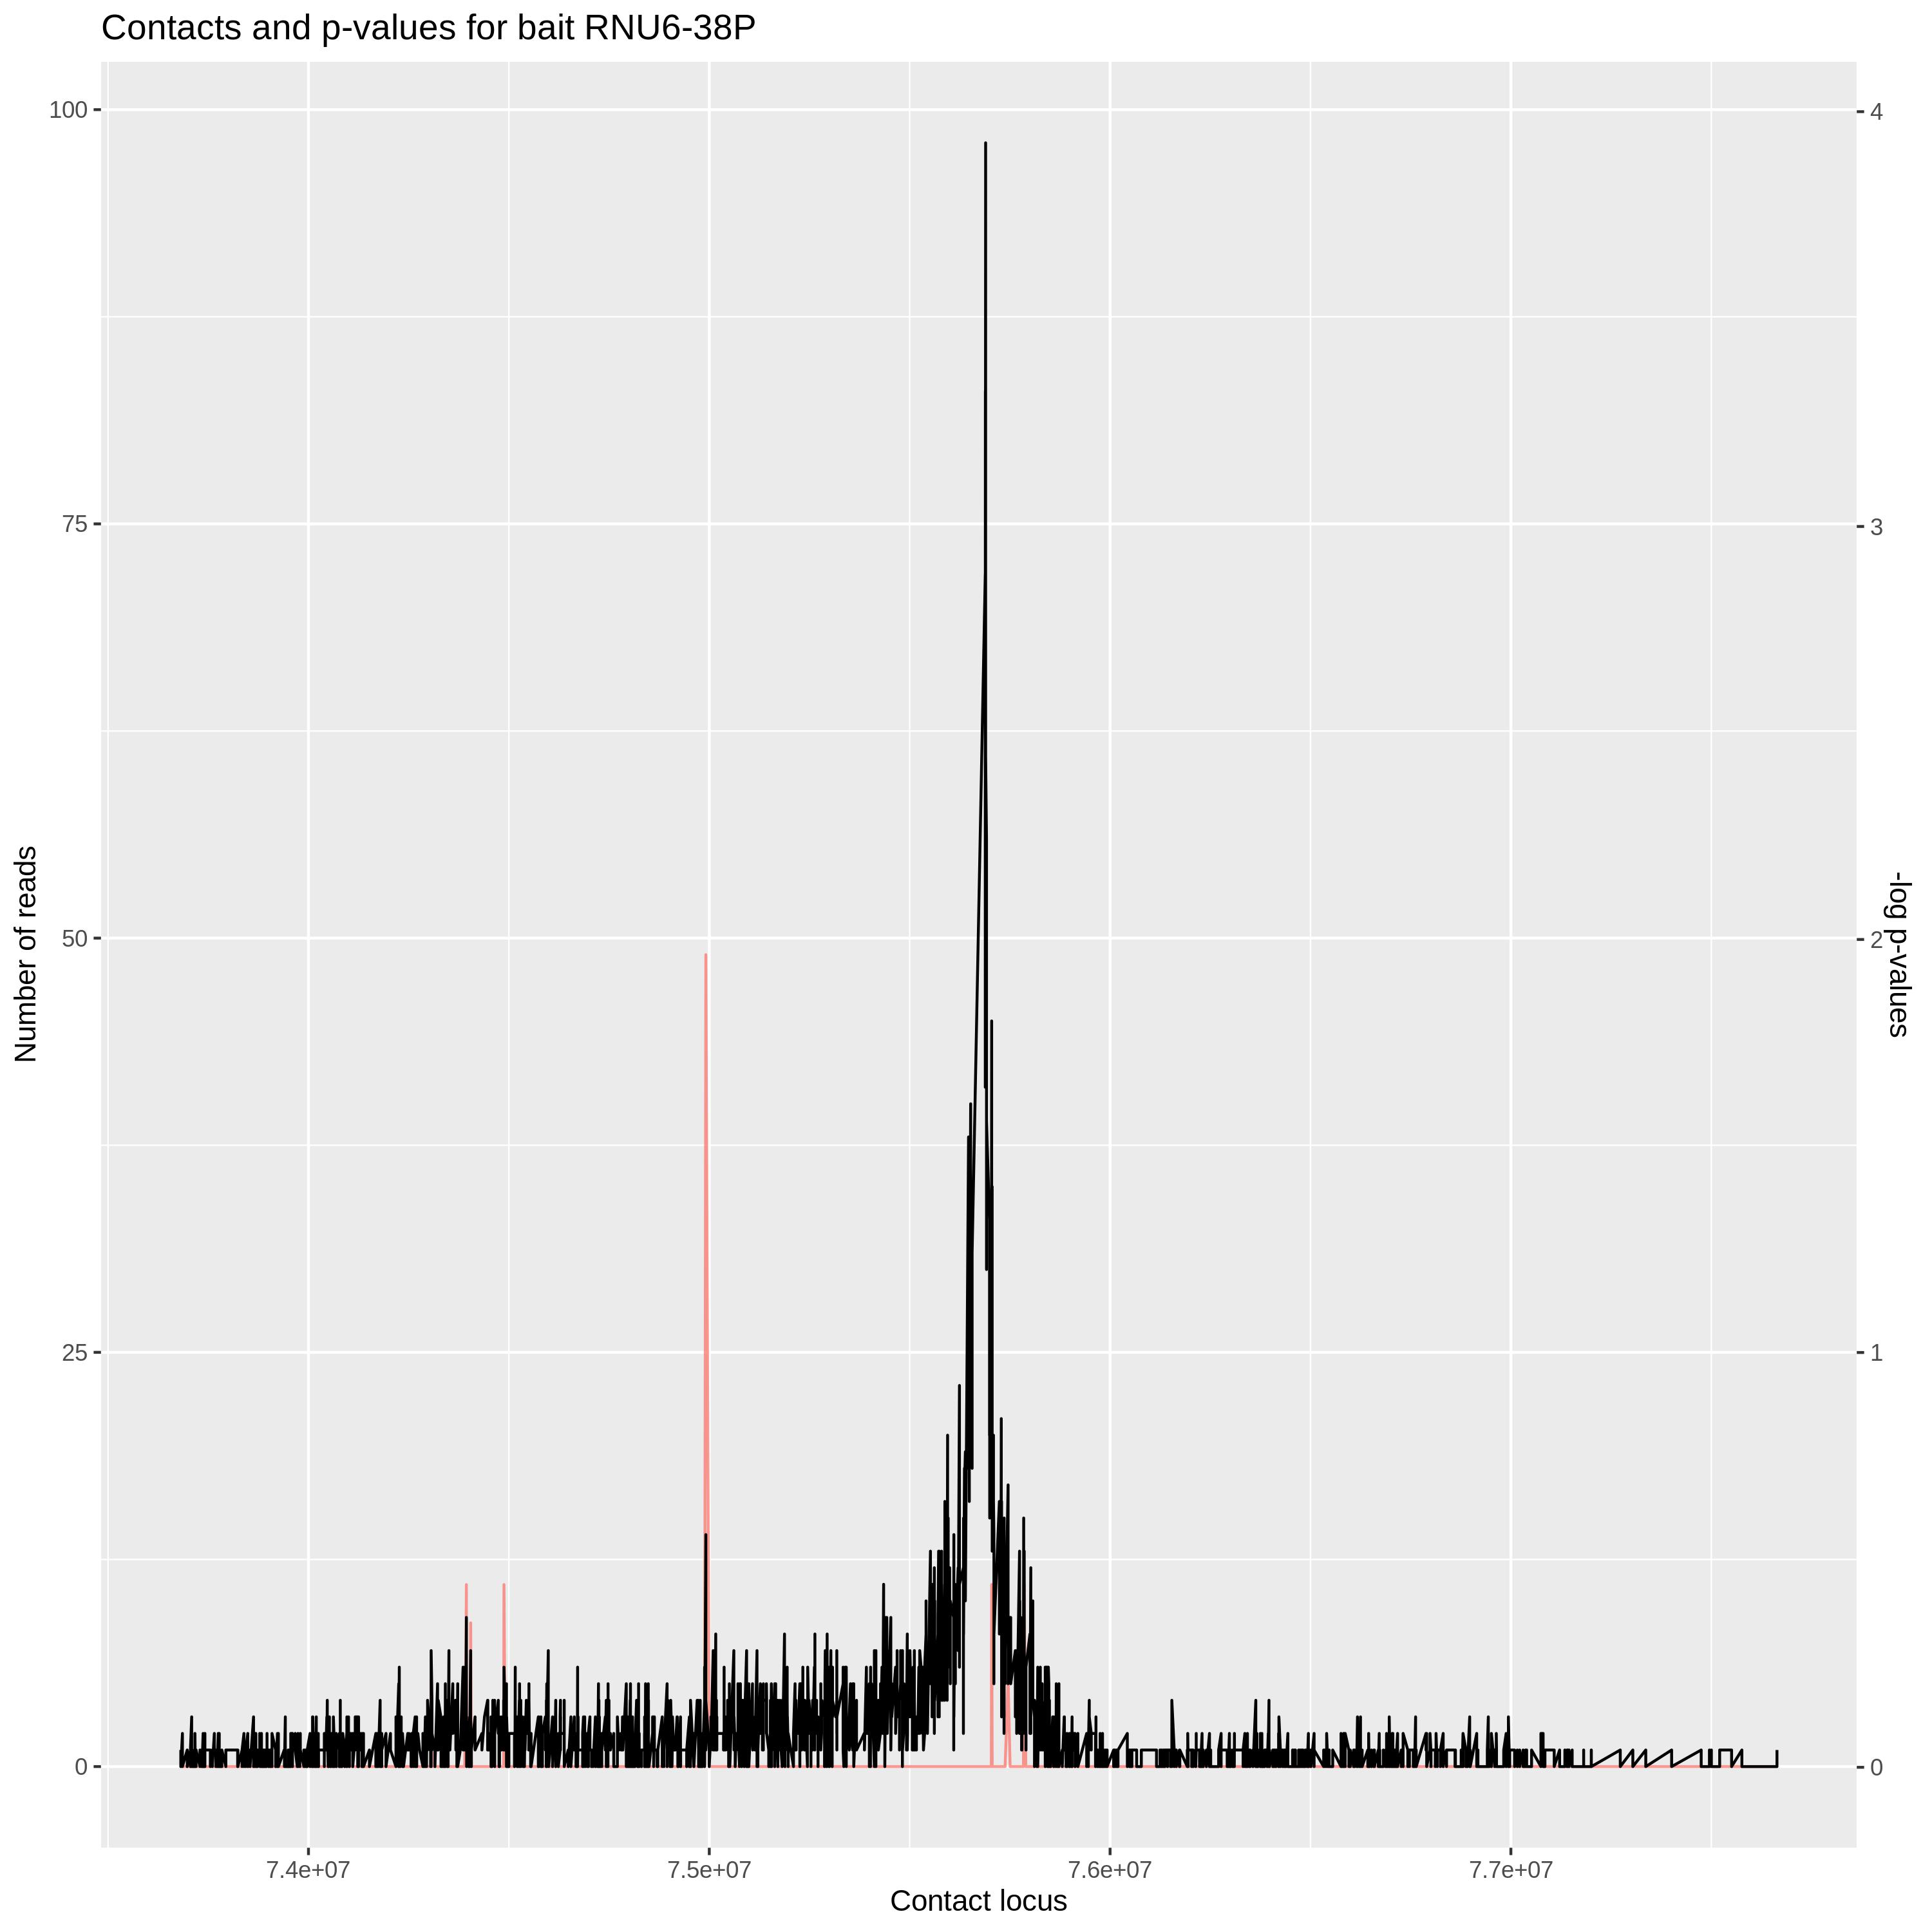 Contacts and p-values for bait RNU6-38P
100
75
50
25
0
4
3
2
1
0
Number of reads
-log p-values
7.4e+07 7.5e+07 7.6e+07 7.7e+07
Contact locus